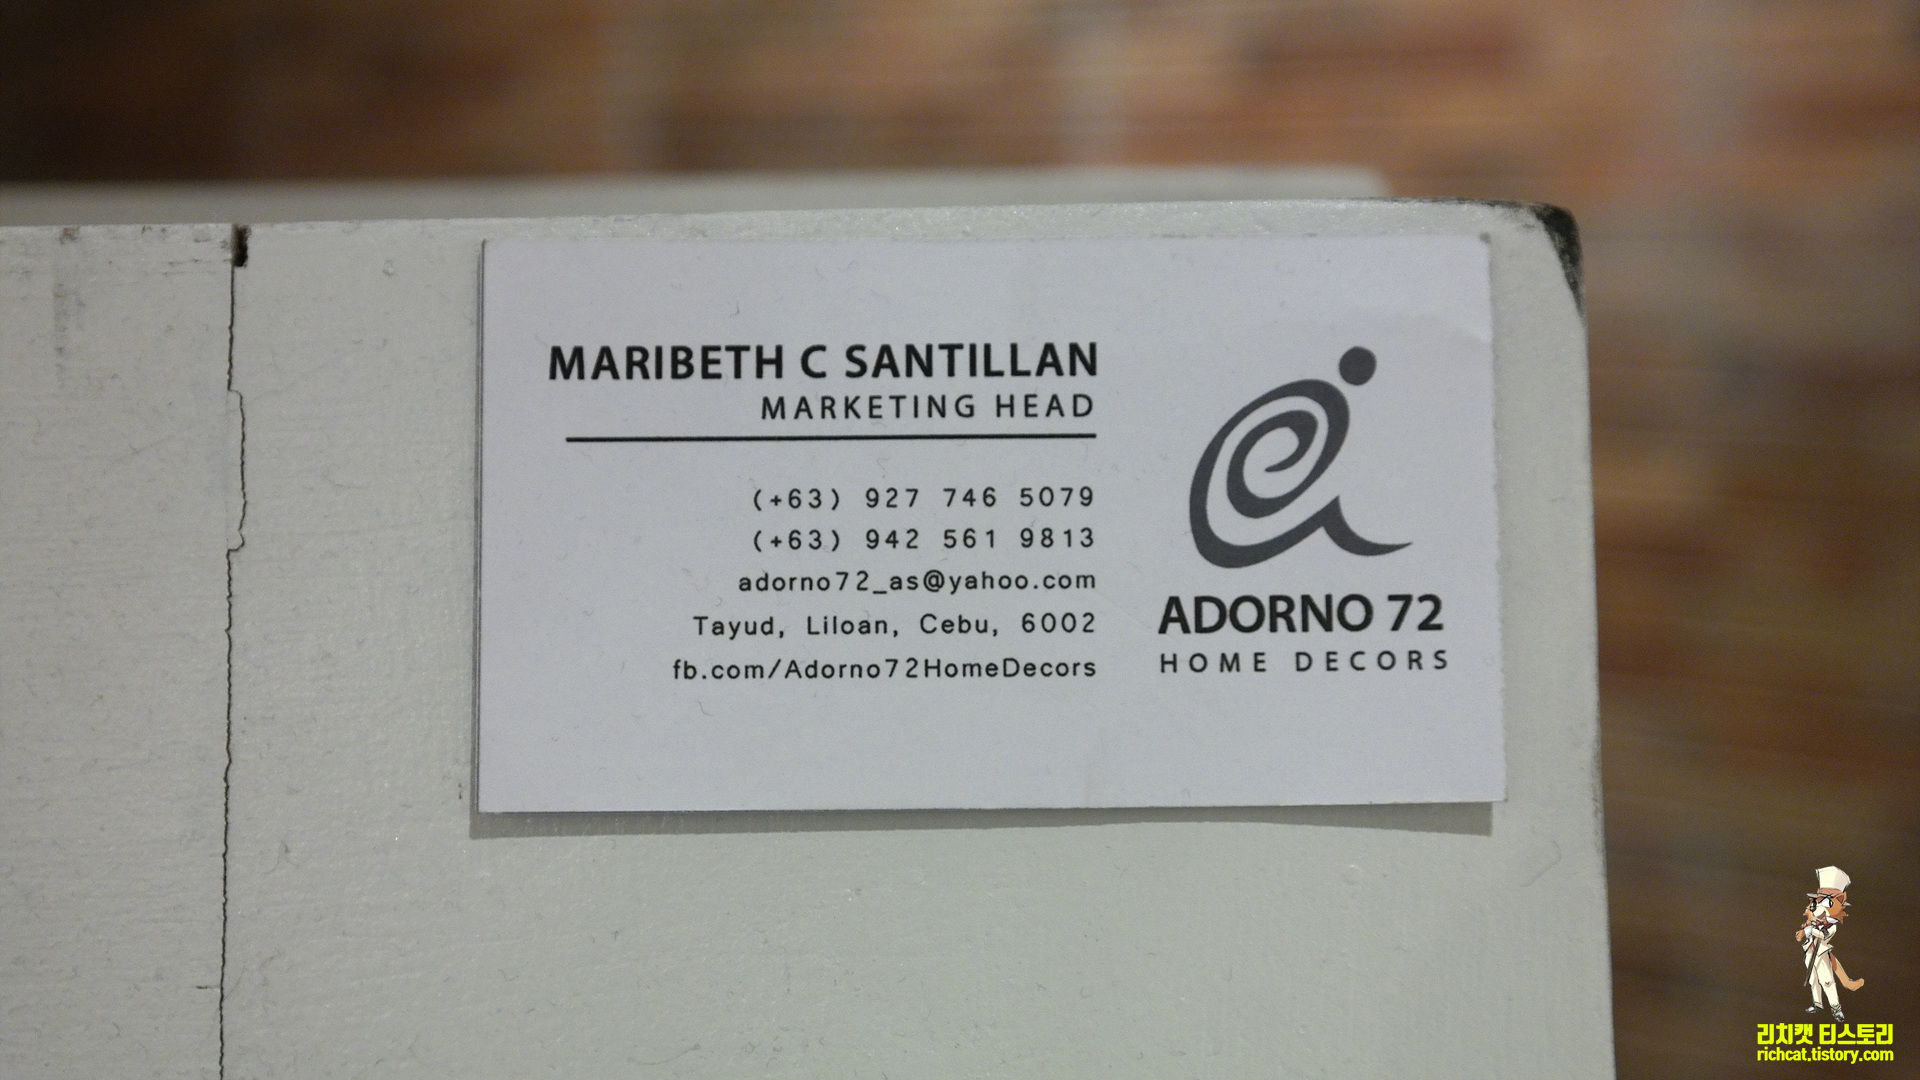 MARIBETH C SANTILLAN
MARKETING HEAD
(+63) 927 746 5079
(+63) 942 561 9813
adorno72_as@yahoo.com
Tayud, Liloan, Cebu, 6002
fb.com/Adorno72HomeDecors
ADORNO 72
HOME DECORS
리치캣 티스토리
richcat.tistory.com